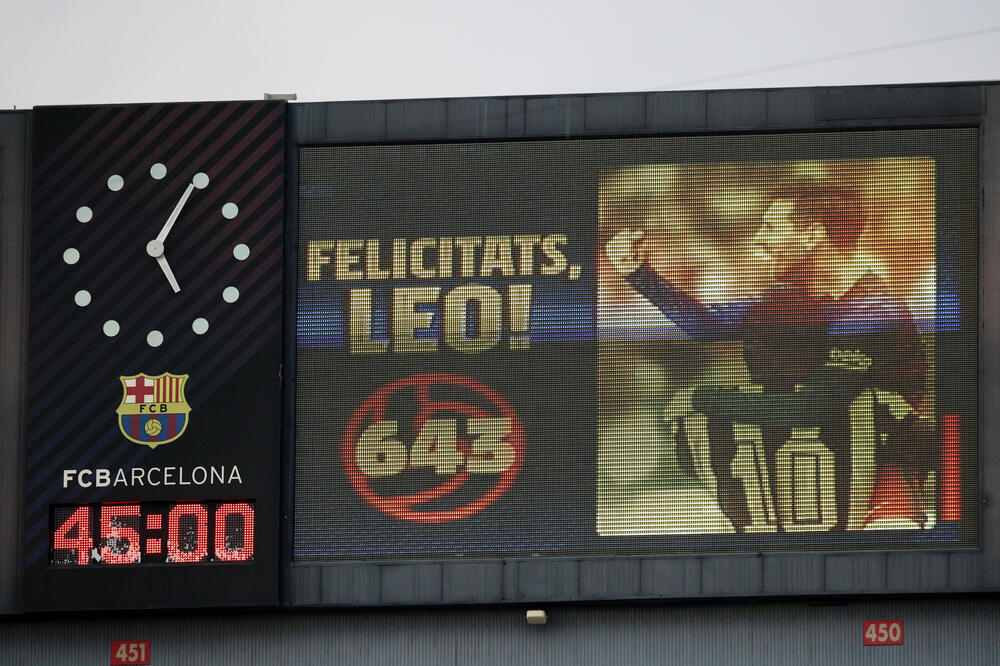 FCB
FCBARCELONA
45:00
FELICITATS,
LEO!
643
10
451
450